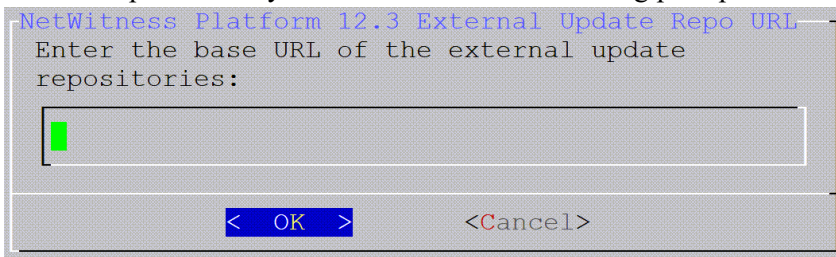 NetWitness Platform 12.3 External Update Repo URL
Enter the base URL of the external update
repositories:
< OK > <Cancel>